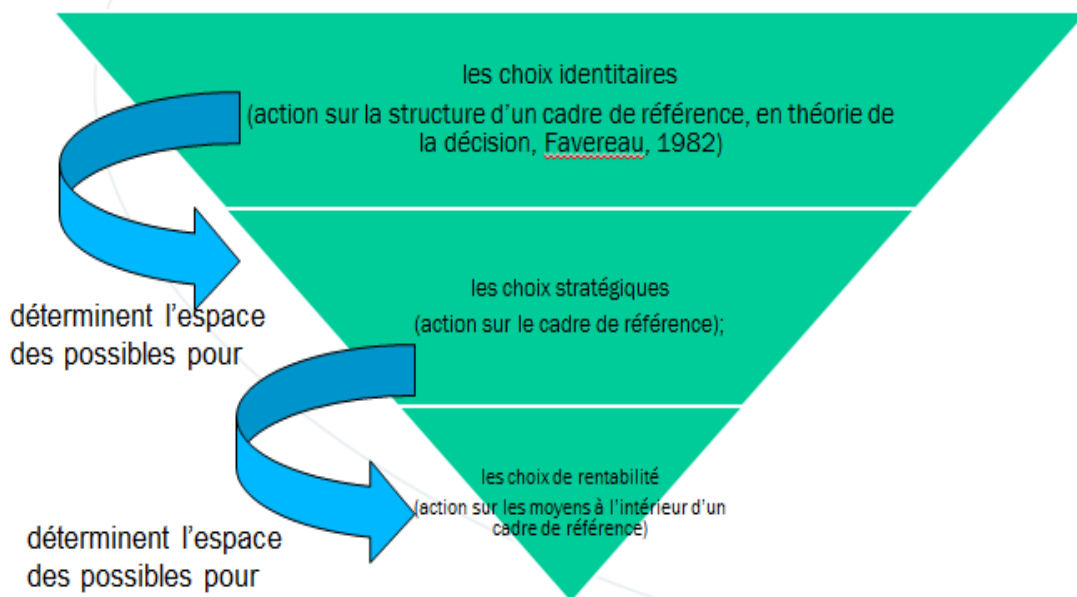 les choix identitaires
(action sur la structure d'un cadre de référence, en théorie de
la décision, Favereau, 1982)
déterminent l'espace
des possibles pour
les choix stratégiques
(action sur le cadre de référence);
déterminent l'espace
des possibles pour
les choix de rentabilité
(action sur les moyens à l'intérieur d'un
cadre de référence)